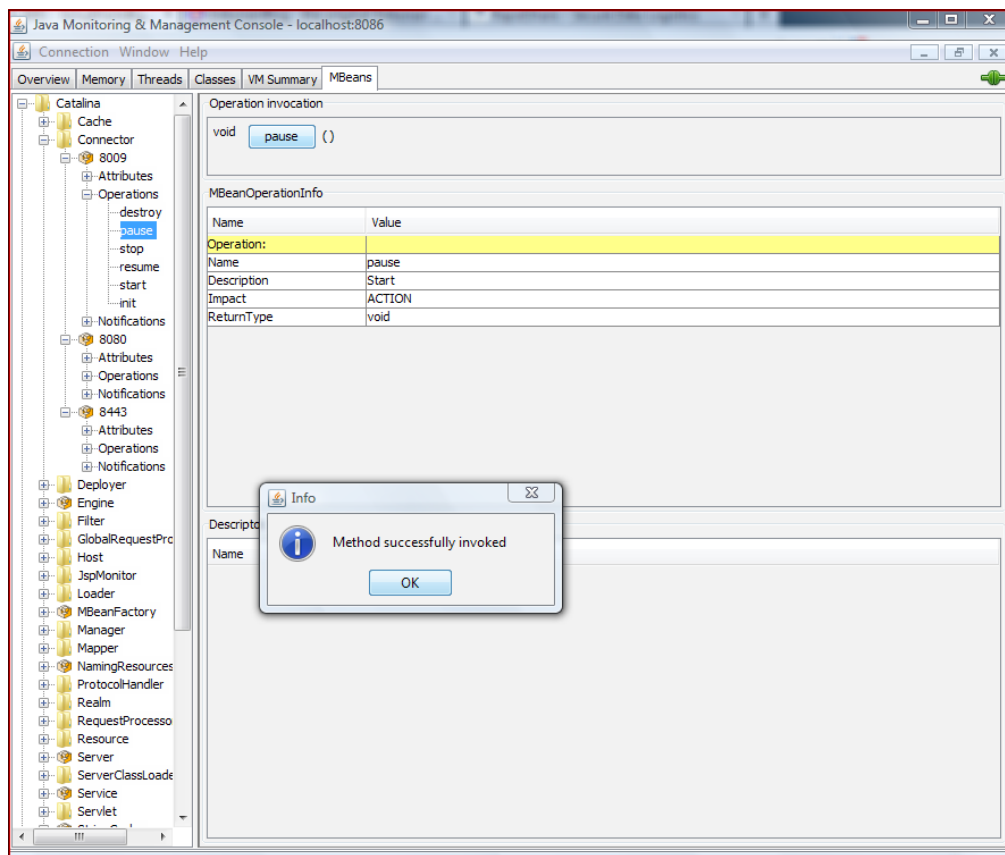 Java Monitoring & Management Console - localhost:8086
Connection Window Help
Overview Memory Threads Classes VM Summary MBeans
Catalina
Cache
Connector
8009
Attributes
Operations
destroy
pause
stop
resume
start
init
Notifications
8080
Attributes
Operations
Notifications
8443
Attributes
Operations
Notifications
Deployer
Engine
Filter
GlobalRequestPro
Host
JspMonitor
Loader
MBeanFactory
Manager
Mapper
NamingResources
ProtocolHandler
Realm
RequestProcesso
Resource
Server
ServerClassLoade
Service
Servlet
Operation invocation
void pause ()
MBeanOperationInfo
Name Value
Operation:
Name pause
Description Start
Impact ACTION
ReturnType void
Descripto
Name
Info
Method successfully invoked
OK